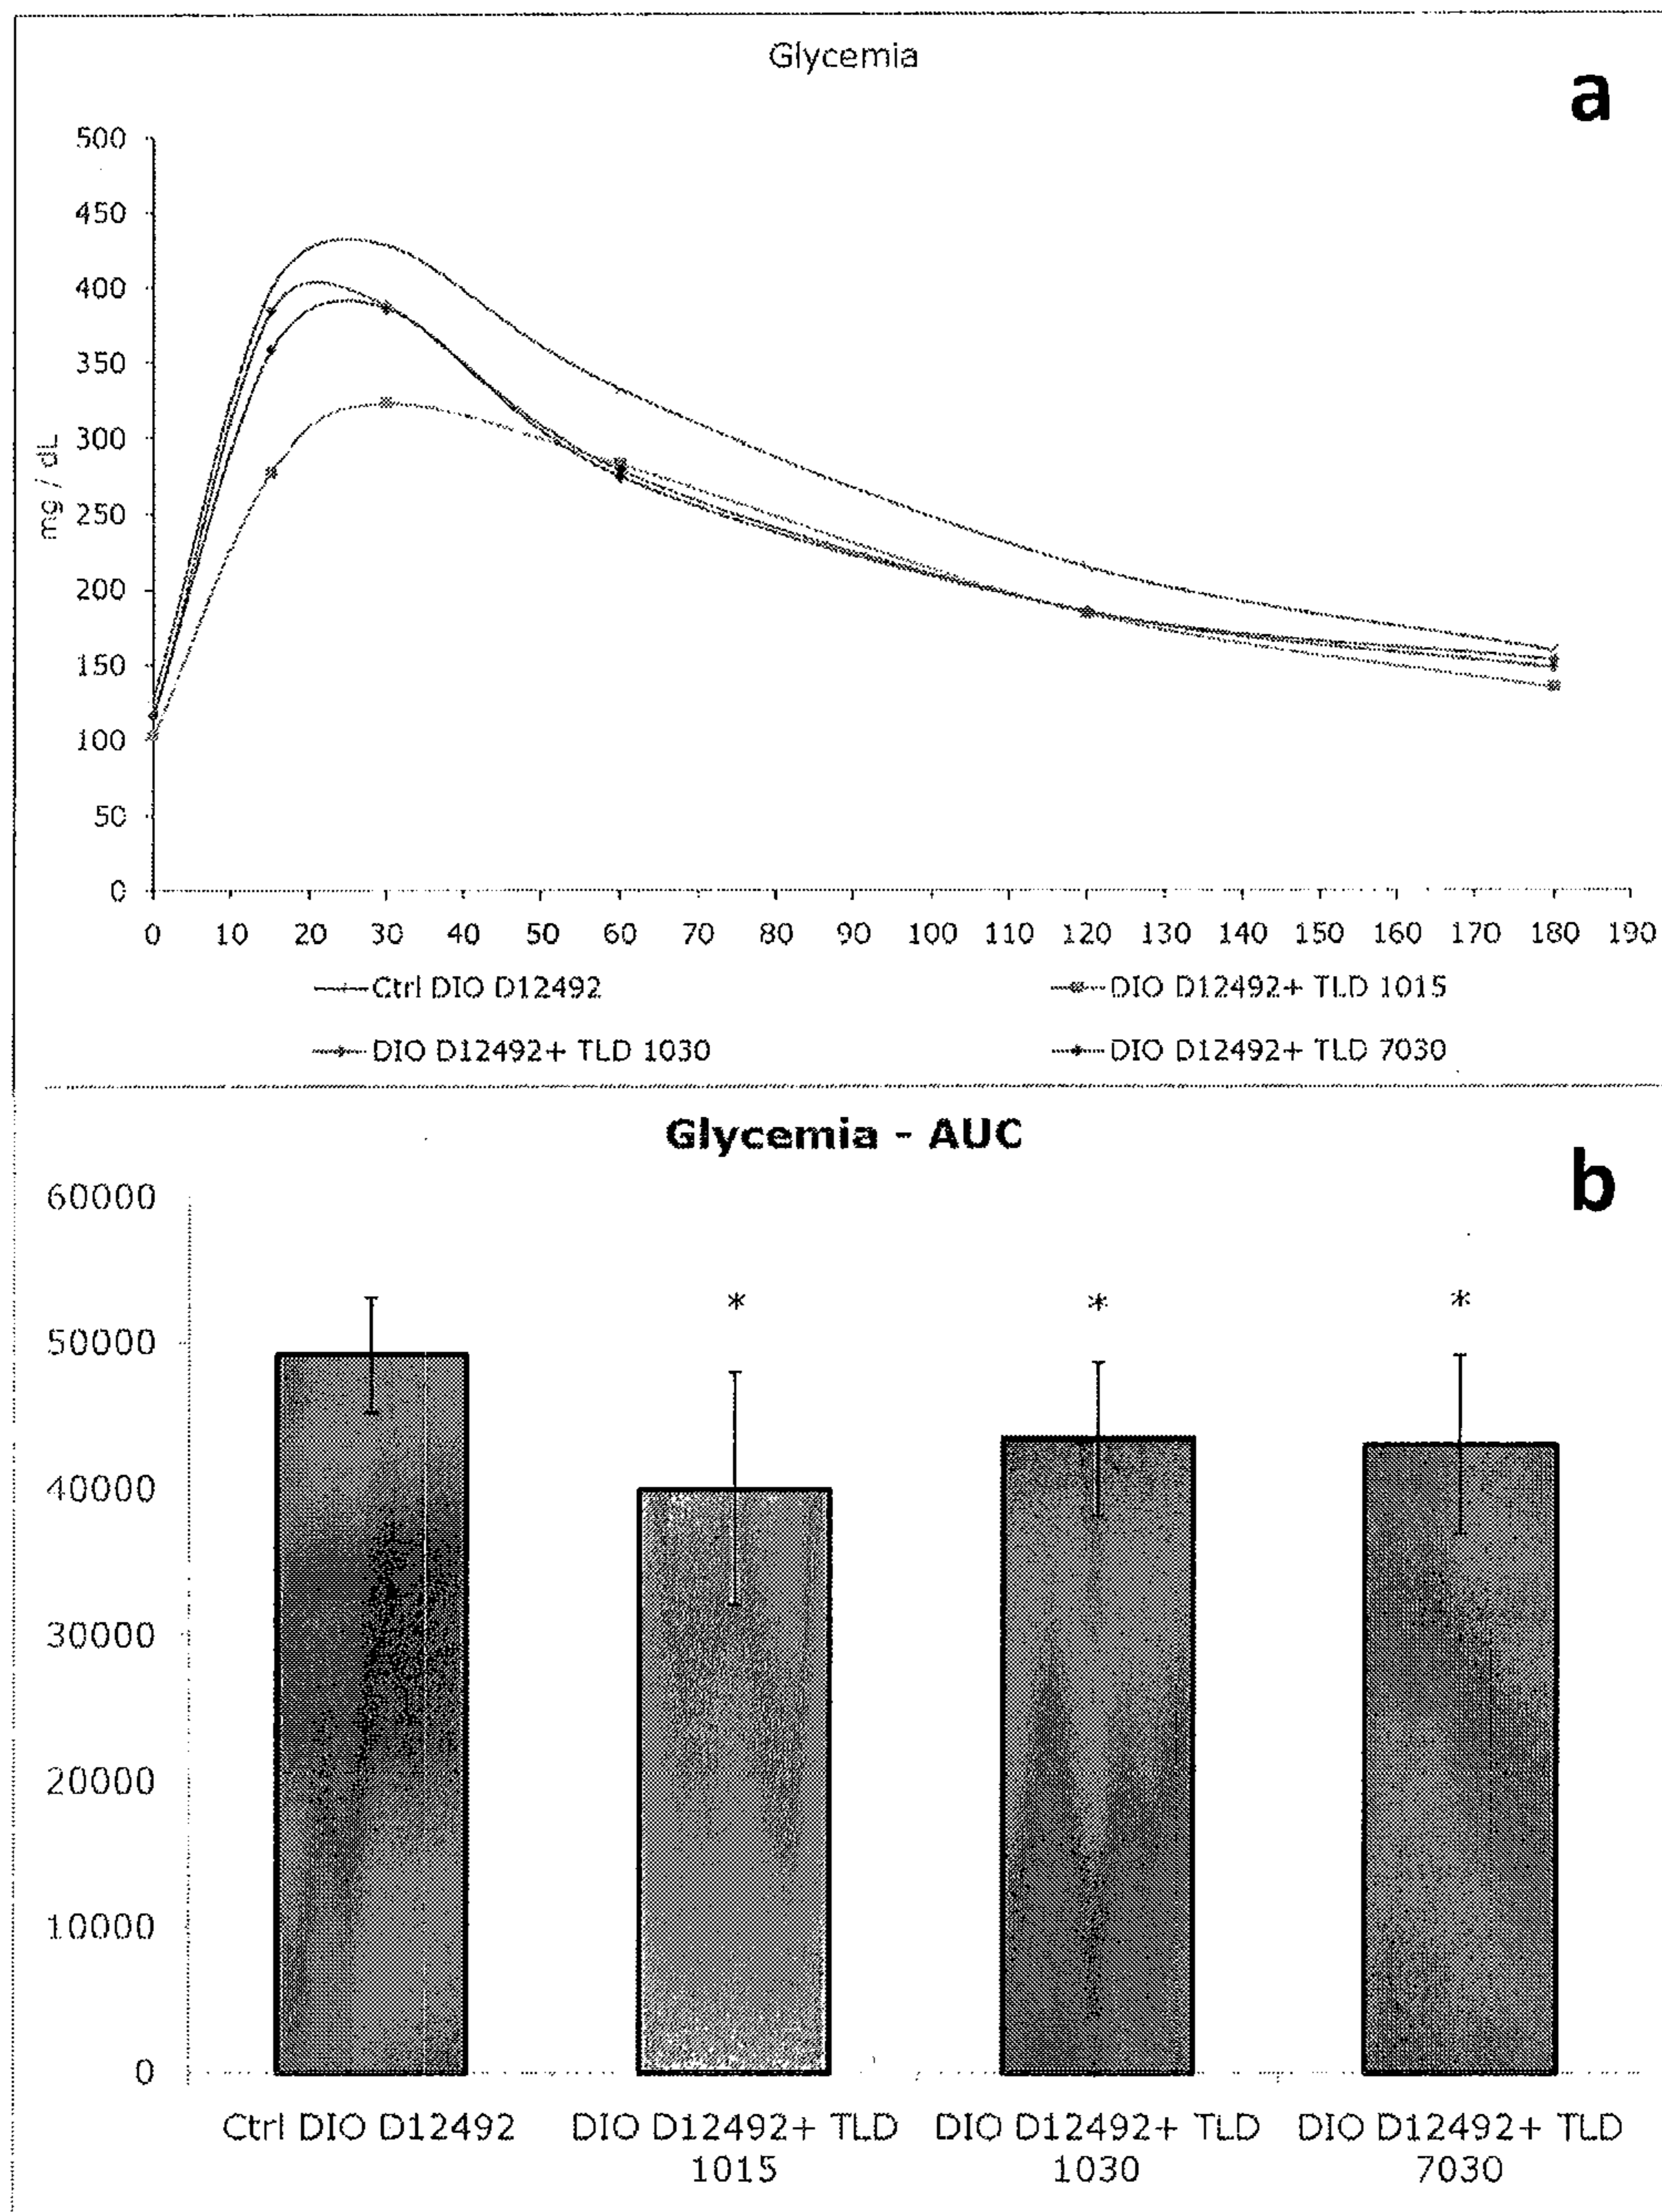 Glycemia
a
500
450
400
350
300
250
200
150
100
50
0
mg / dL
0 10 20 30 40 50 60 70 80 90 100 110 120 130 140 150 160 170 180 190
Ctrl DIO D12492
DIO D12492+ TLD 1015
DIO D12492+ TLD 1030
DIO D12492+ TLD 7030
Glycemia - AUC
b
60000
50000
40000
30000
20000
10000
0
* * *
Ctrl DIO D12492
DIO D12492+ TLD
1015
DIO D12492+ TLD
1030
DIO D12492+ TLD
7030